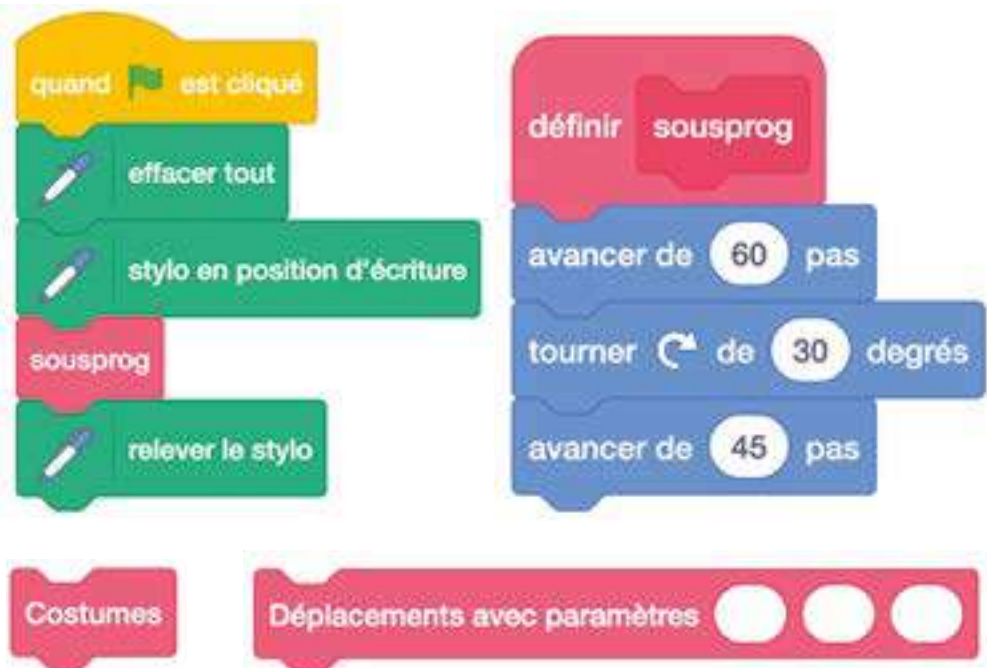 quand est cliqué
effacer tout
stylo en position d'écriture
sousprog
relever le stylo
définir sousprog
avancer de 60 pas
tourner de 30 degrés
avancer de 45 pas
Costumes
Déplacements avec paramètres